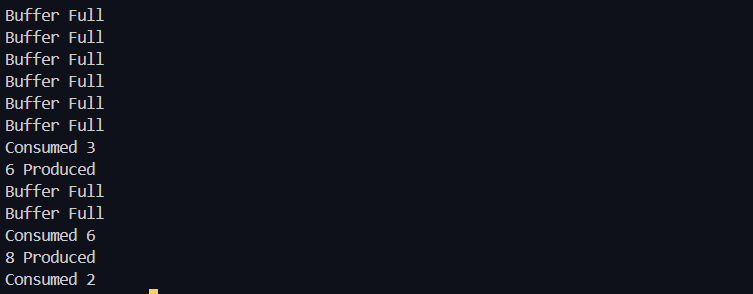 Buffer Full
Buffer Full
Buffer Full
Buffer Full
Buffer Full
Buffer Full
Consumed 3
6 Produced
Buffer Full
Buffer Full
Consumed 6
8 Produced
Consumed 2